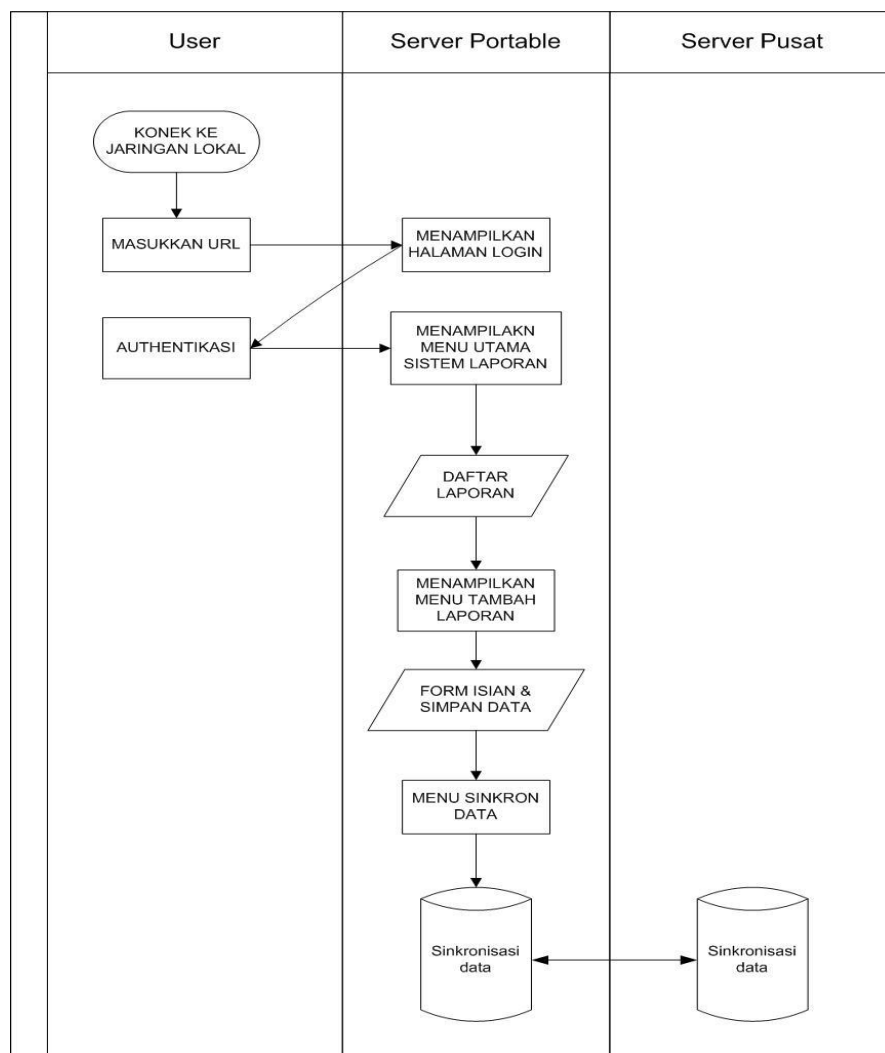 User
Server Portable
Server Pusat
KONEK KE
JARINGAN LOKAL
MASUKKAN URL
MENAMPILKAN
HALAMAN LOGIN
AUTHENTIKASI
MENAMPILAKN
MENU UTAMA
SISTEM LAPORAN
DAFTAR
LAPORAN
MENAMPILKAN
MENU TAMBAH
LAPORAN
FORM ISIAN &
SIMPAN DATA
MENU SINKRON
DATA
Sinkronisasi
data
Sinkronisasi
data